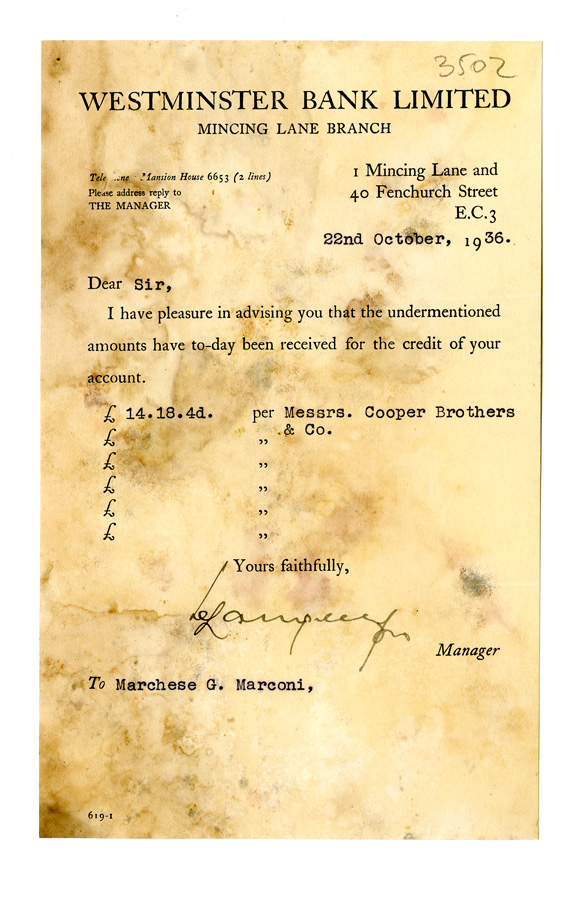 3502
WESTMINSTER BANK LIMITED
MINCING LANE BRANCH
Telephone: Mansion House 6653 (2 lines)
Please address reply to
THE MANAGER
1 Mincing Lane and
40 Fenchurch Street
E.C.3
22nd October, 1936.
Dear Sir,
I have pleasure in advising you that the undermentioned
amounts have to-day been received for the credit of your
account.
£ 14.18.4d. per Messrs. Cooper Brothers
£ ,, & Co.
£ ,,
£ ,,
£ ,,
£ ,,
Yours faithfully,
Manager
To Marchese G. Marconi,
619-1